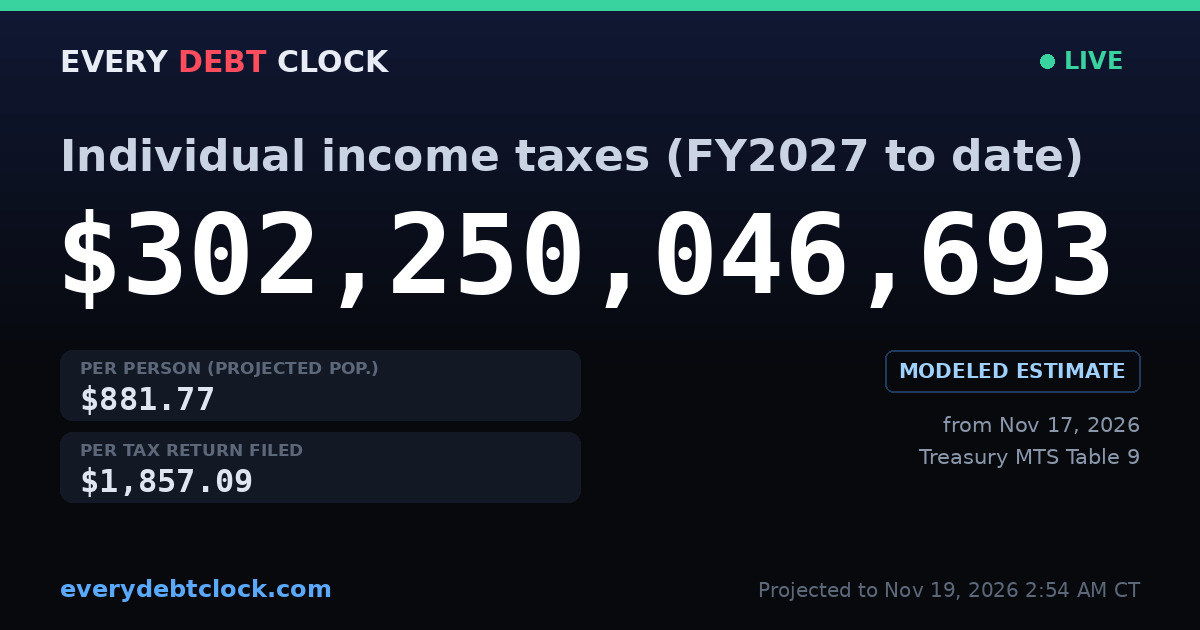 EVERY DEBT CLOCK
LIVE
Individual income taxes (FY2027 to date)
$302,250,046,693
PER PERSON (PROJECTED POP.)
$881.77
PER TAX RETURN FILED
$1,857.09
MODELED ESTIMATE
from Nov 17, 2026
Treasury MTS Table 9
everydebtclock.com
Projected to Nov 19, 2026 2:54 AM CT